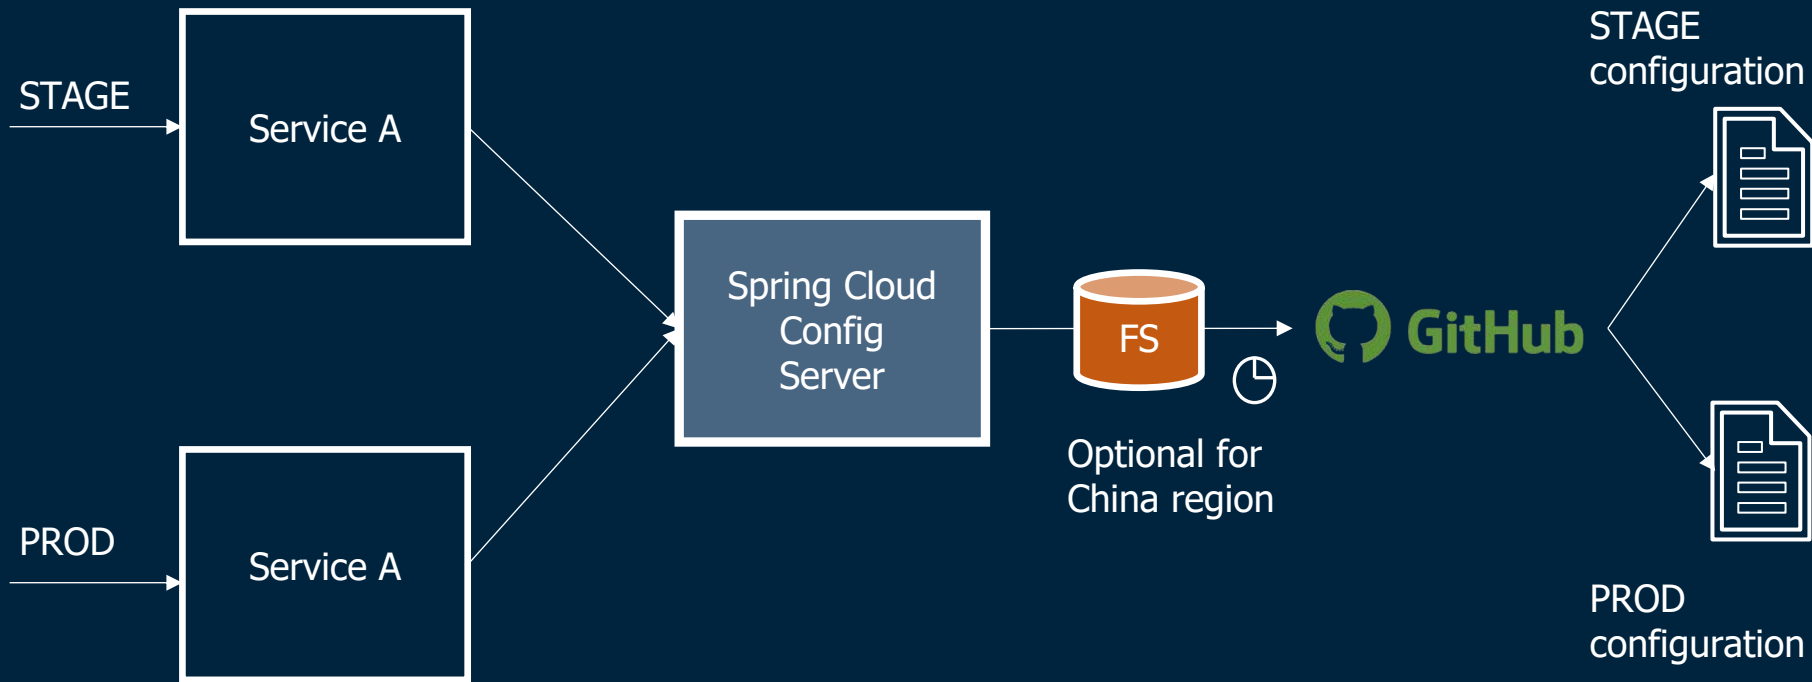 STAGE
Service A
PROD
Service A
Spring Cloud
Config
Server
FS
Optional for
China region
GitHub
STAGE
configuration
PROD
configuration